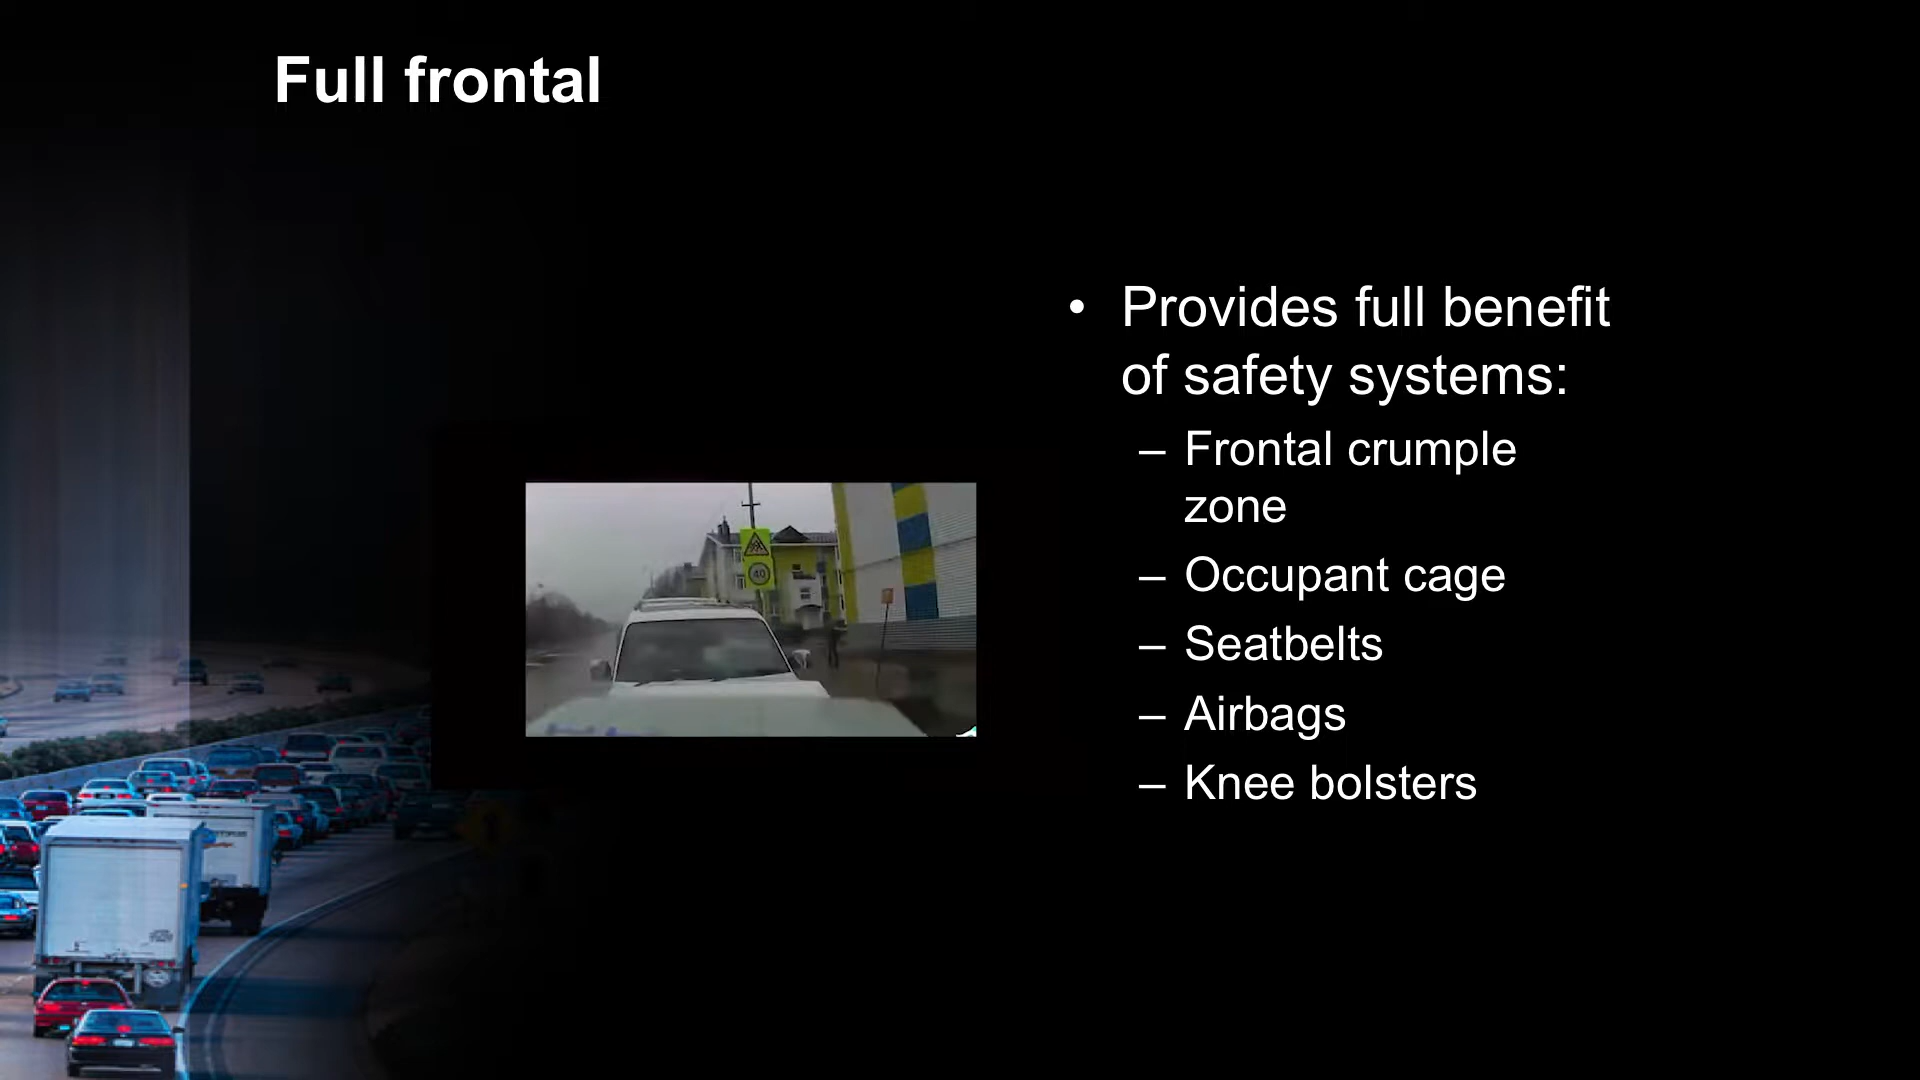 Full frontal
• Provides full benefit
of safety systems:
– Frontal crumple
zone
– Occupant cage
– Seatbelts
– Airbags
– Knee bolsters
40